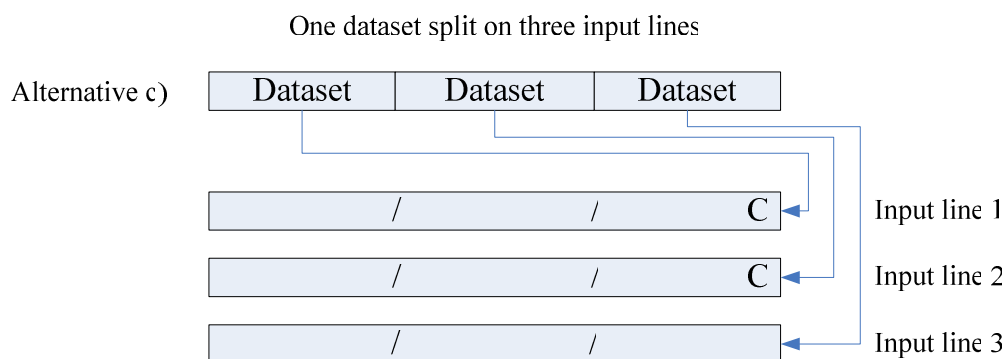 One dataset split on three input lines
Alternative c) Dataset Dataset Dataset
/ / C Input line 1
/ / C Input line 2
/ / Input line 3